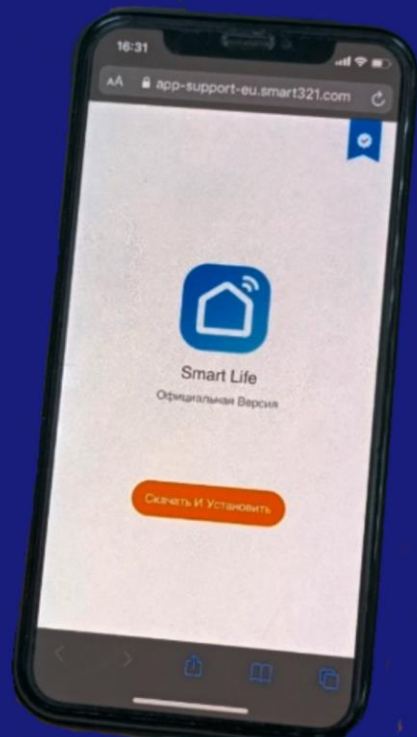 16:31
AA app-support-eu.smart321.com
Smart Life
Официальная Версия
Скачать И Установить